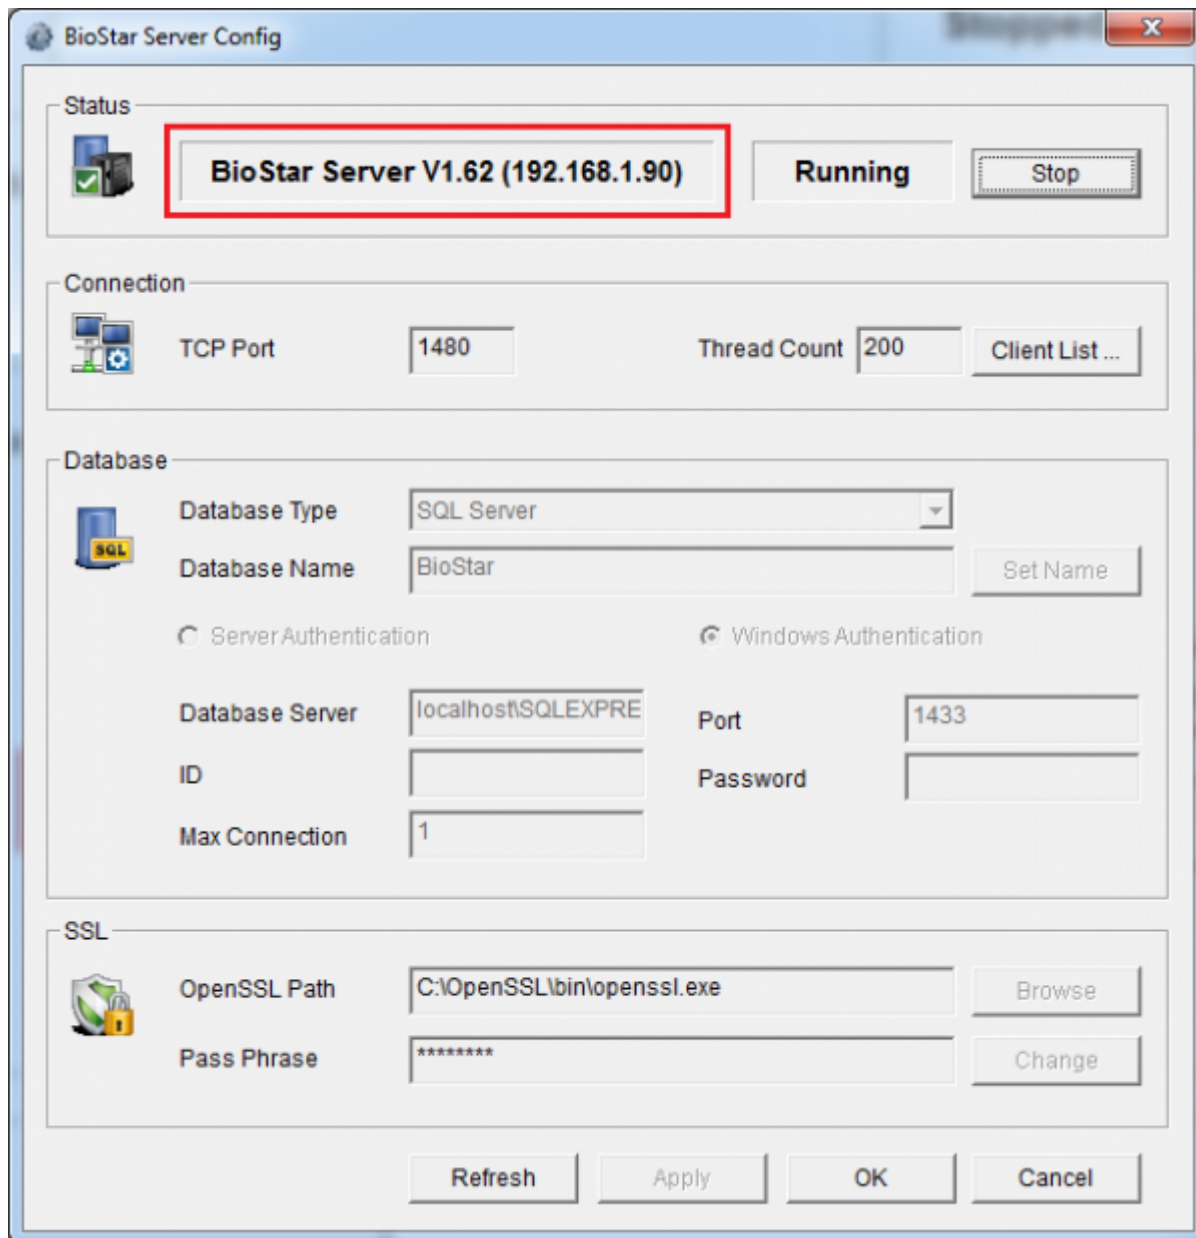 Stopped
BioStar Server Config
Status
BioStar Server V1.62 (192.168.1.90) Running Stop
Connection
TCP Port 1480 Thread Count 200 Client List ...
Database
SQL
Database Type SQL Server
Database Name BioStar Set Name
Server Authentication Windows Authentication
Database Server localhost\SQLEXPRE Port 1433
ID Password
Max Connection 1
SSL
OpenSSL Path C:\OpenSSL\bin\openssl.exe Browse
Pass Phrase ******** Change
Refresh Apply OK Cancel